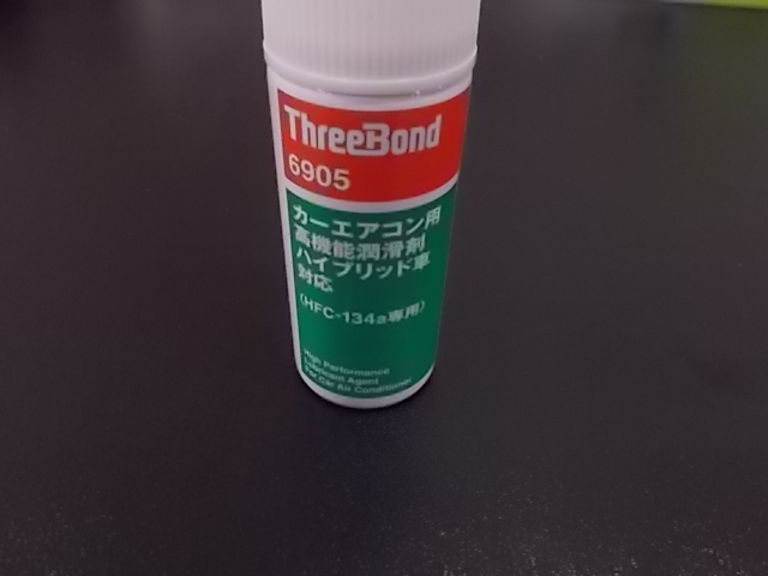 ThreeBond
6905
カーエアコン用
高機能潤滑剤
ハイブリッド車
対応
(HFC-134a専用)
High Performance
Lubricant Agent
For Car Air Conditioner